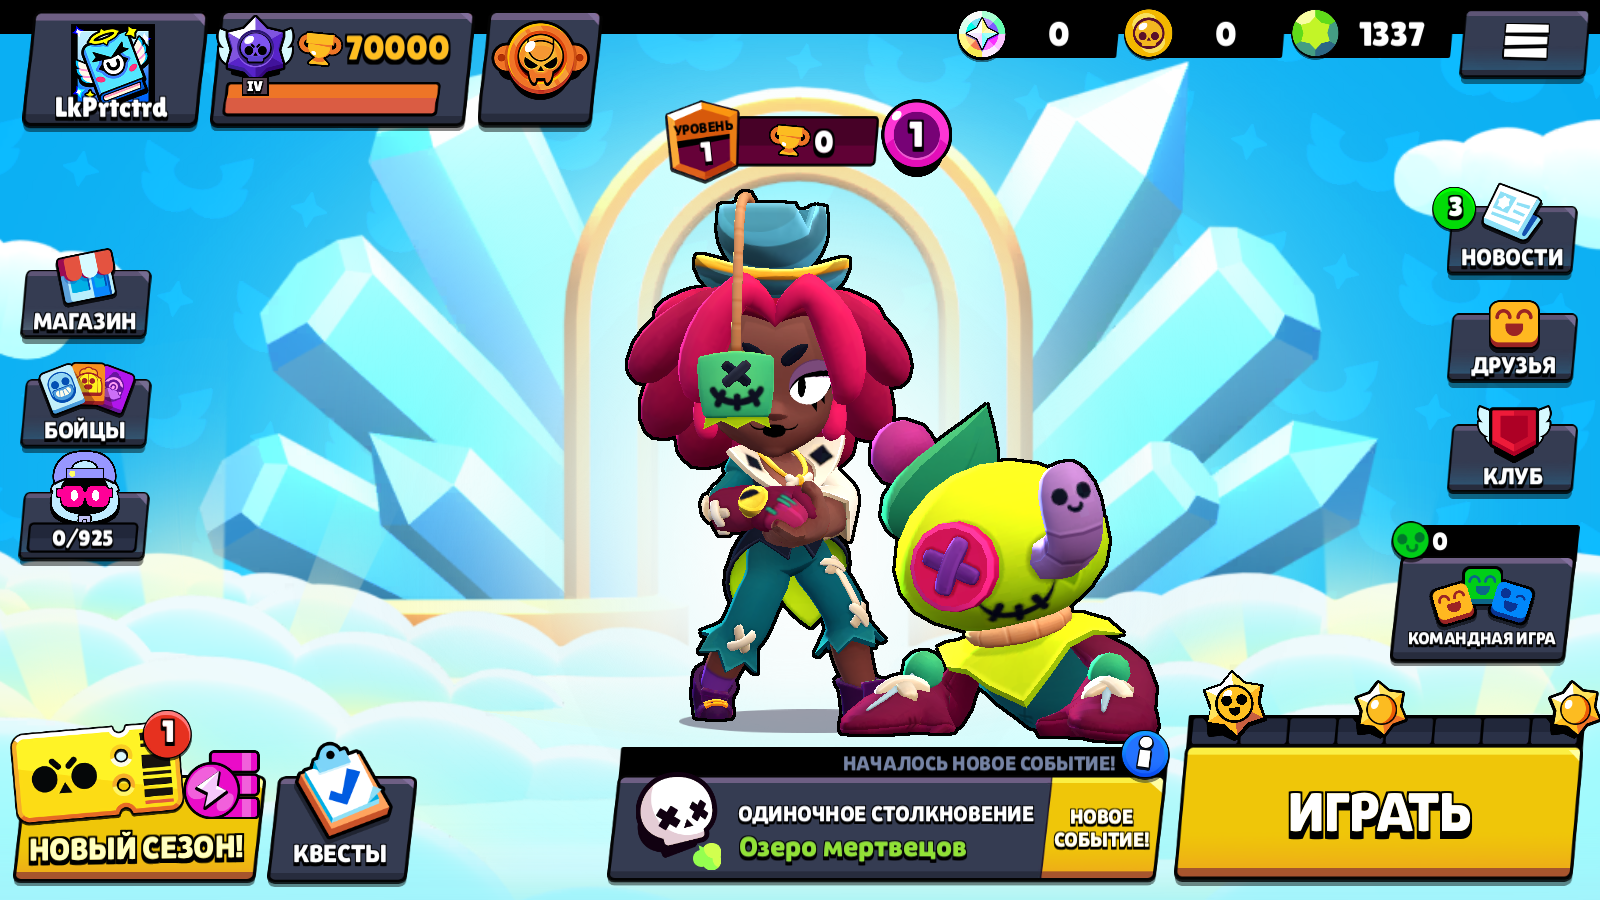 LkPrtctrd
IV
70000
0
0
1337
УРОВЕНЬ
1
0
1
3
НОВОСТИ
МАГАЗИН
ДРУЗЬЯ
БОЙЦЫ
КЛУБ
0/925
0
КОМАНДНАЯ ИГРА
1
НОВЫЙ СЕЗОН!
КВЕСТЫ
НАЧАЛОСЬ НОВОЕ СОБЫТИЕ!
i
ОДИНОЧНОЕ СТОЛКНОВЕНИЕ
Озеро мертвецов
НОВОЕ
СОБЫТИЕ!
ИГРАТЬ